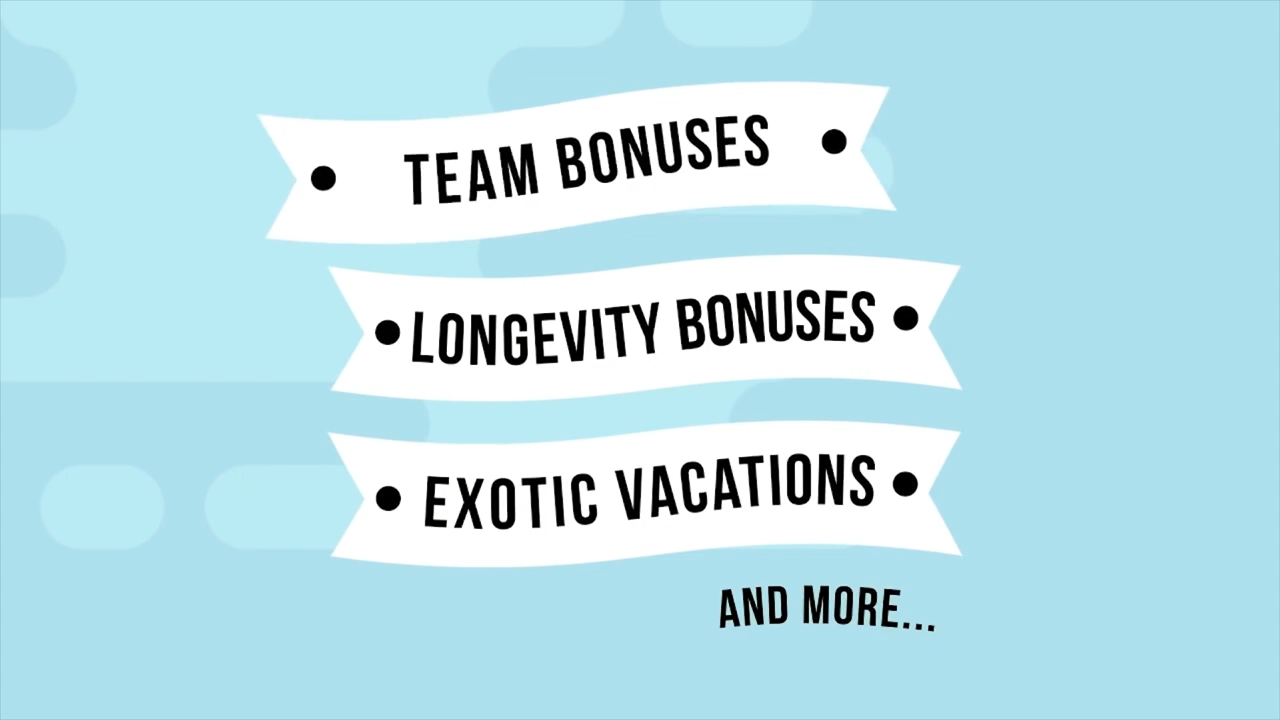 TEAM BONUSES
LONGEVITY BONUSES
EXOTIC VACATIONS
AND MORE...